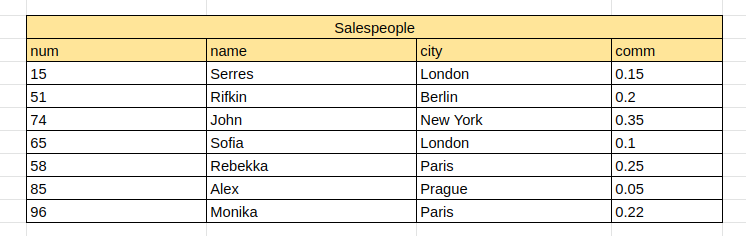 Salespeople
num name city comm
15 Serres London 0.15
51 Rifkin Berlin 0.2
74 John New York 0.35
65 Sofia London 0.1
58 Rebekka Paris 0.25
85 Alex Prague 0.05
96 Monika Paris 0.22